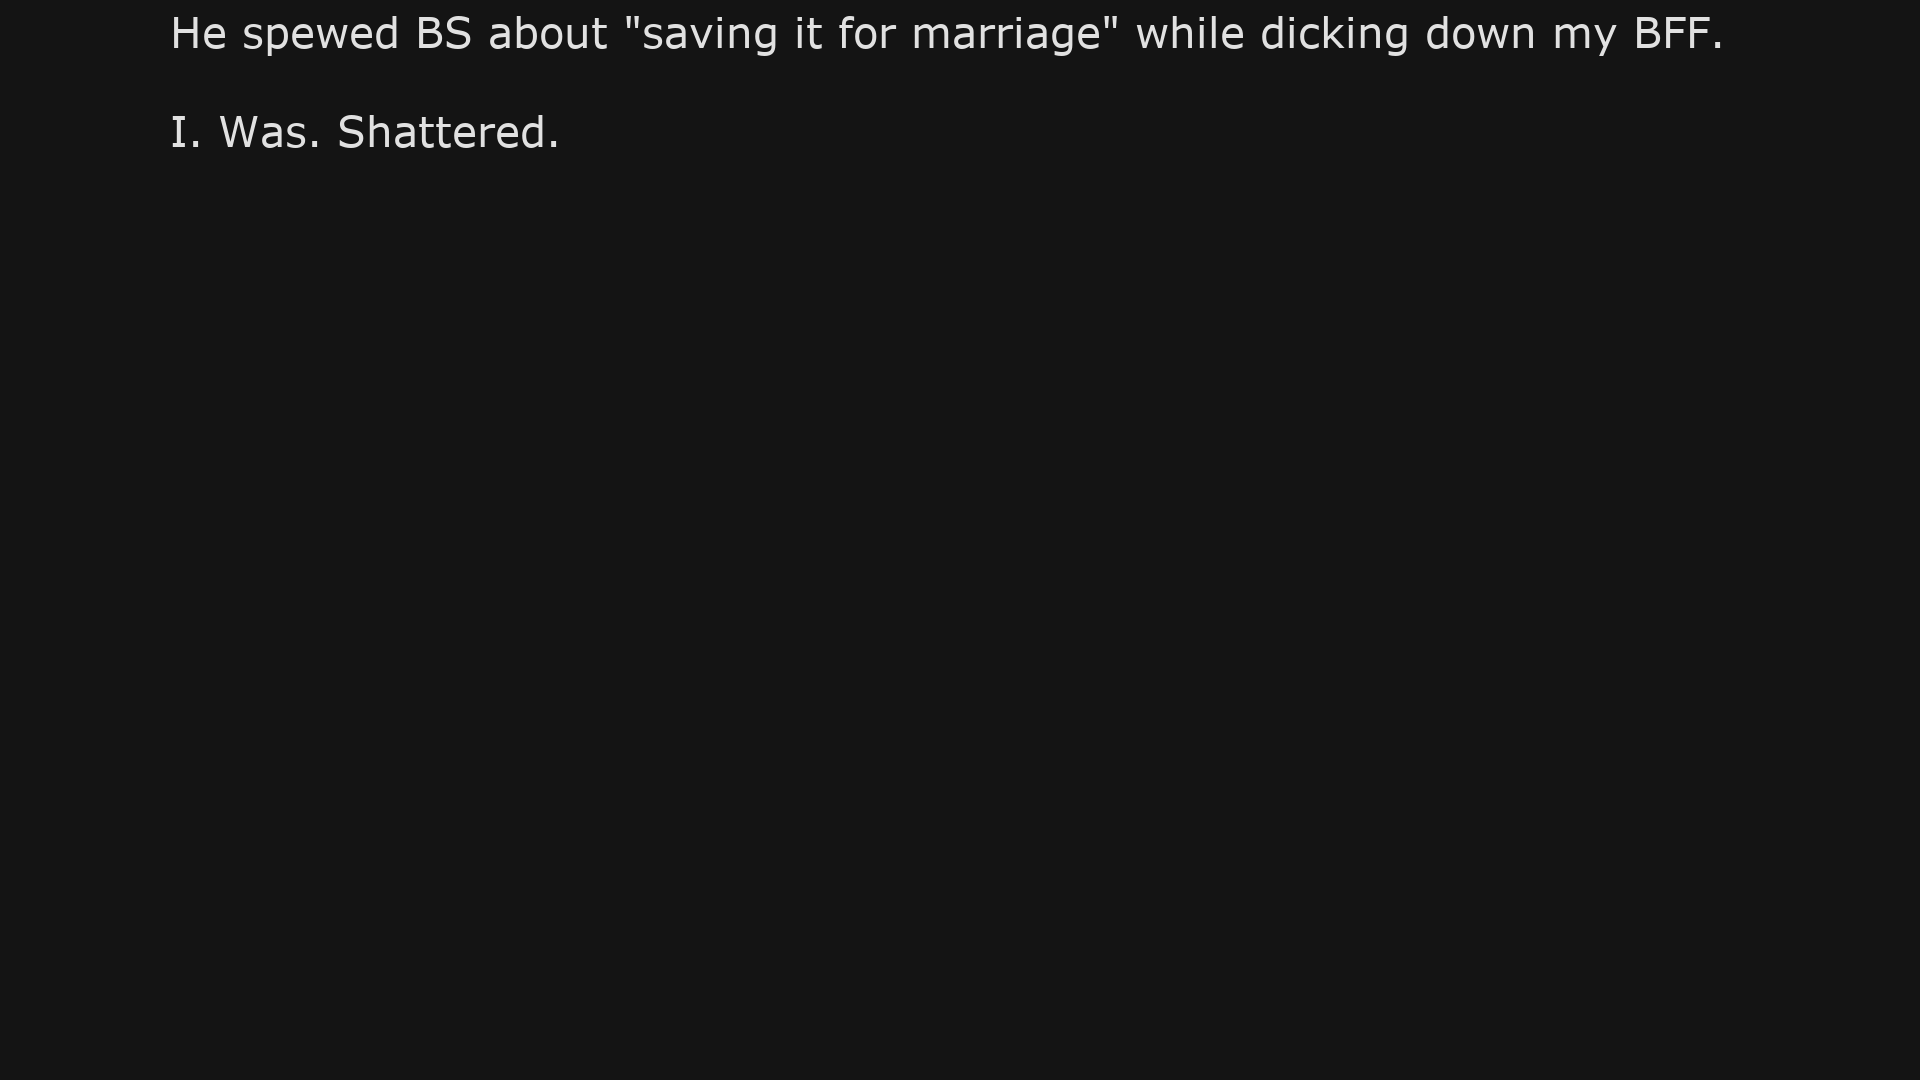 He spewed BS about "saving it for marriage" while dicking down my BFF.
I. Was. Shattered.